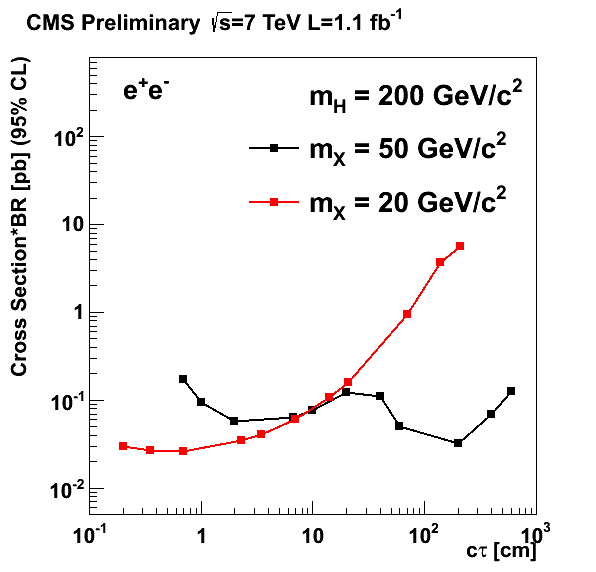 CMS Preliminary √s=7 TeV L=1.1 fb⁻¹
e⁺e⁻
m_H = 200 GeV/c²
m_X = 50 GeV/c²
m_X = 20 GeV/c²
Cross Section*BR [pb] (95% CL)
10²
10
1
10⁻¹
10⁻²
10⁻¹ 1 10 10² 10³
cτ [cm]